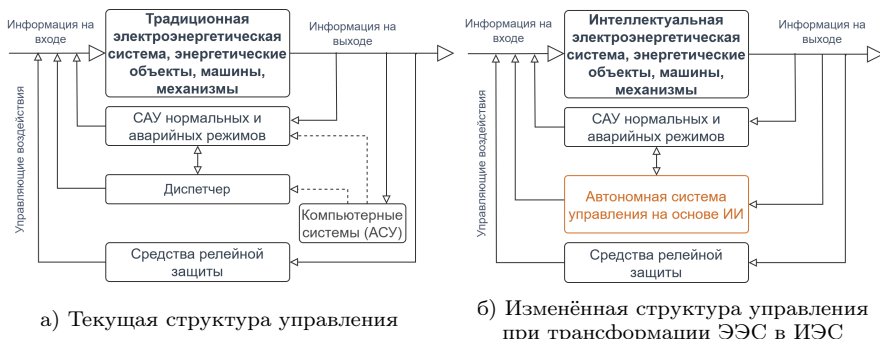 Информация на
входе
Традиционная
электроэнергетическая
система, энергетические
объекты, машины,
механизмы
Информация на
выходе
Управляющие воздействия
САУ нормальных и
аварийных режимов
Диспетчер
Компьютерные
системы (АСУ)
Средства релейной
защиты
а) Текущая структура управления
Информация на
входе
Интеллектуальная
электроэнергетическая
система, энергетические
объекты, машины,
механизмы
Информация на
выходе
Управляющие воздействия
САУ нормальных и
аварийных режимов
Автономная система
управления на основе ИИ
Средства релейной
защиты
б) Изменённая структура управления
при трансформации ЭЭС в ИЭС